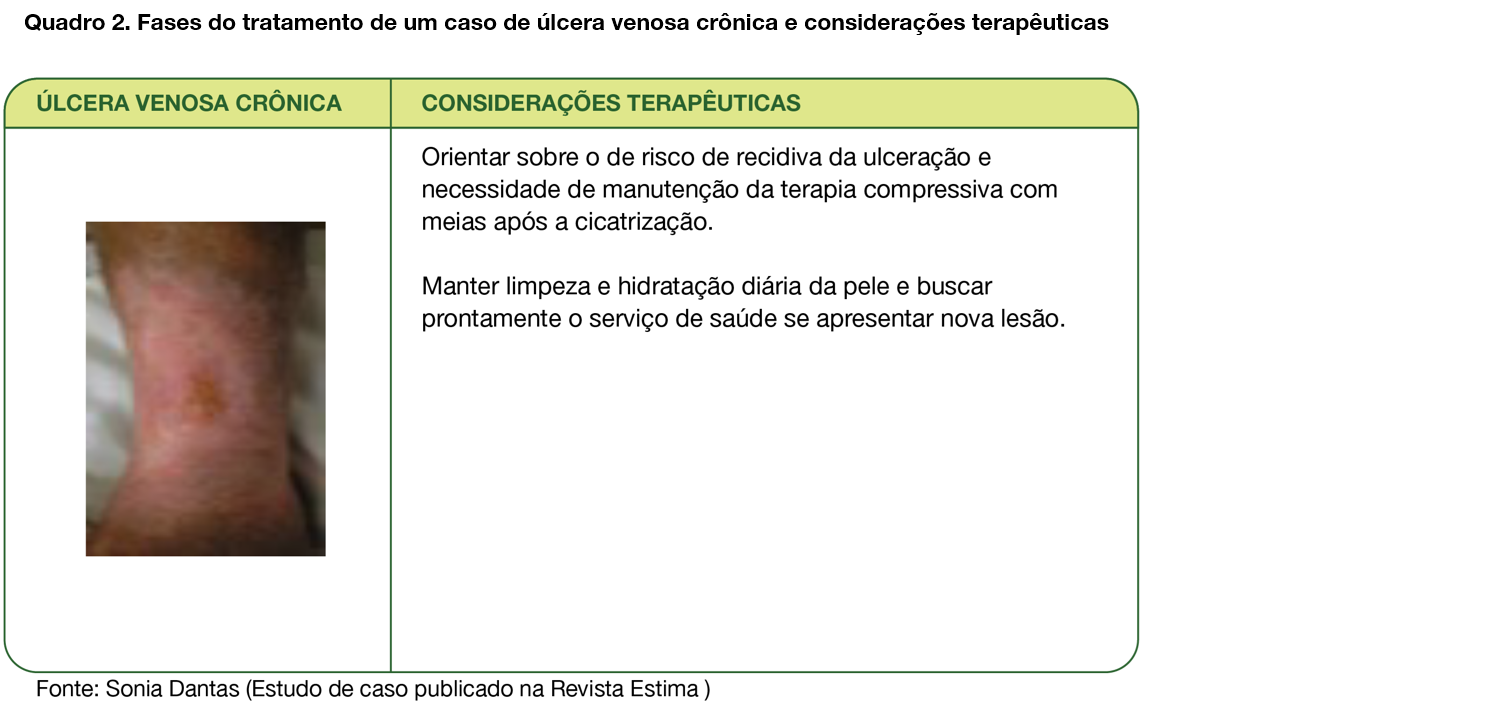 Quadro 2. Fases do tratamento de um caso de úlcera venosa crônica e considerações terapêuticas
ÚLCERA VENOSA CRÔNICA
CONSIDERAÇÕES TERAPÊUTICAS
Orientar sobre o de risco de recidiva da ulceração e
necessidade de manutenção da terapia compressiva com
meias após a cicatrização.
Manter limpeza e hidratação diária da pele e buscar
prontamente o serviço de saúde se apresentar nova lesão.
Fonte: Sonia Dantas (Estudo de caso publicado na Revista Estima )